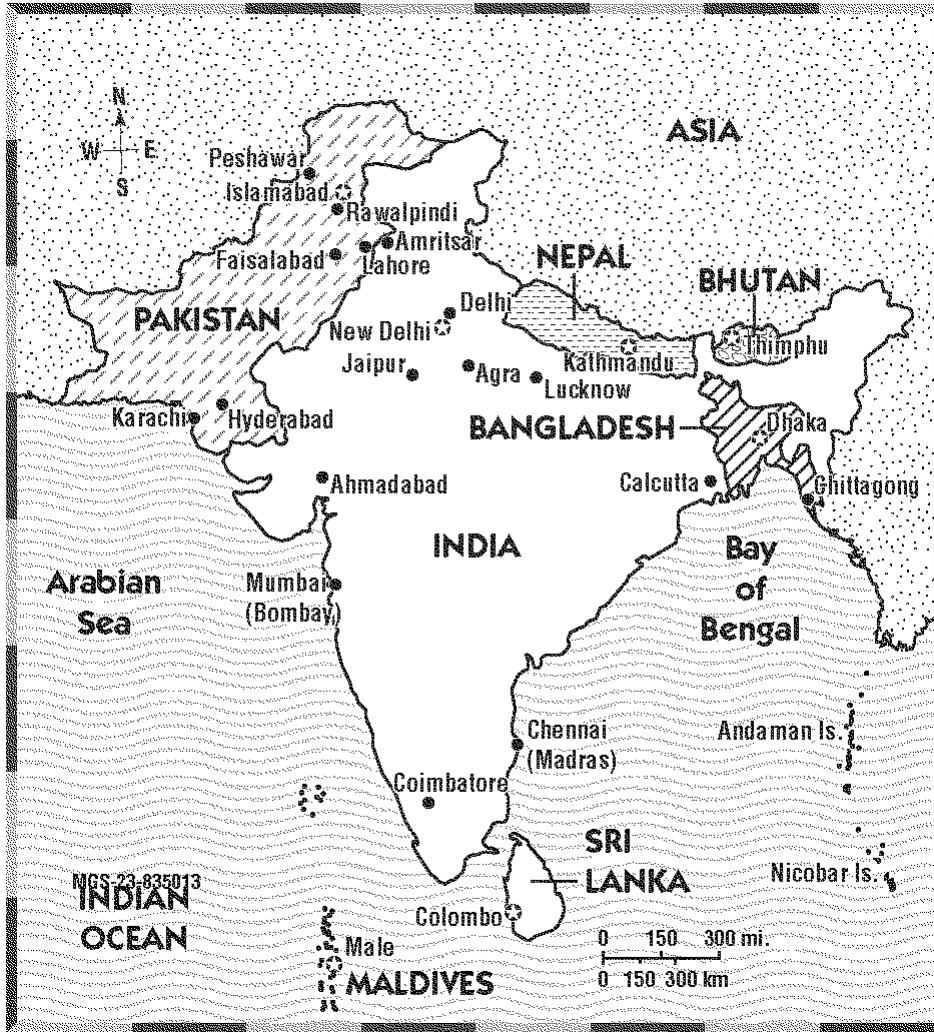 N
ASIA
W E
Peshawar
S
Islamabad
Rawalpindi
Amritsar
NEPAL
Faisalabad
Lahore
BHUTAN
Delhi
PAKISTAN
New Delhi
Thimphu
Jaipur
Kathmandu
Agra
Lucknow
Karachi
Hyderabad
BANGLADESH
Dhaka
Ahmadabad
Calcutta
Ghittagong
INDIA
Bay
of
Bengal
Arabian
Sea
Mumbai
(Bombay)
Chennai
(Madras)
Andaman Is.
Coimbatore
SRI
LANKA
Nicobar Is.
MGS-23-835013
INDIAN
OCEAN
Colombo
0 150 300 mi.
0 150 300 km
Male
MALDIVES